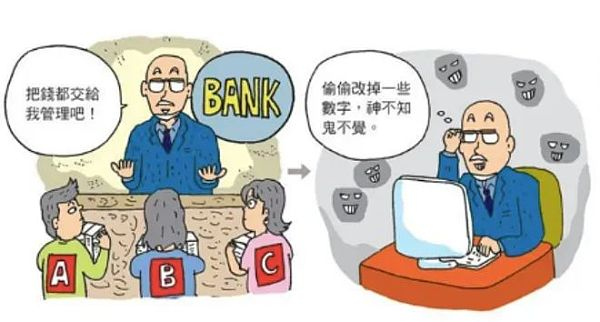 把錢都交給
我管理吧！
BANK
偷偷改掉一些
數字，神不知
鬼不覺。
A
B
C